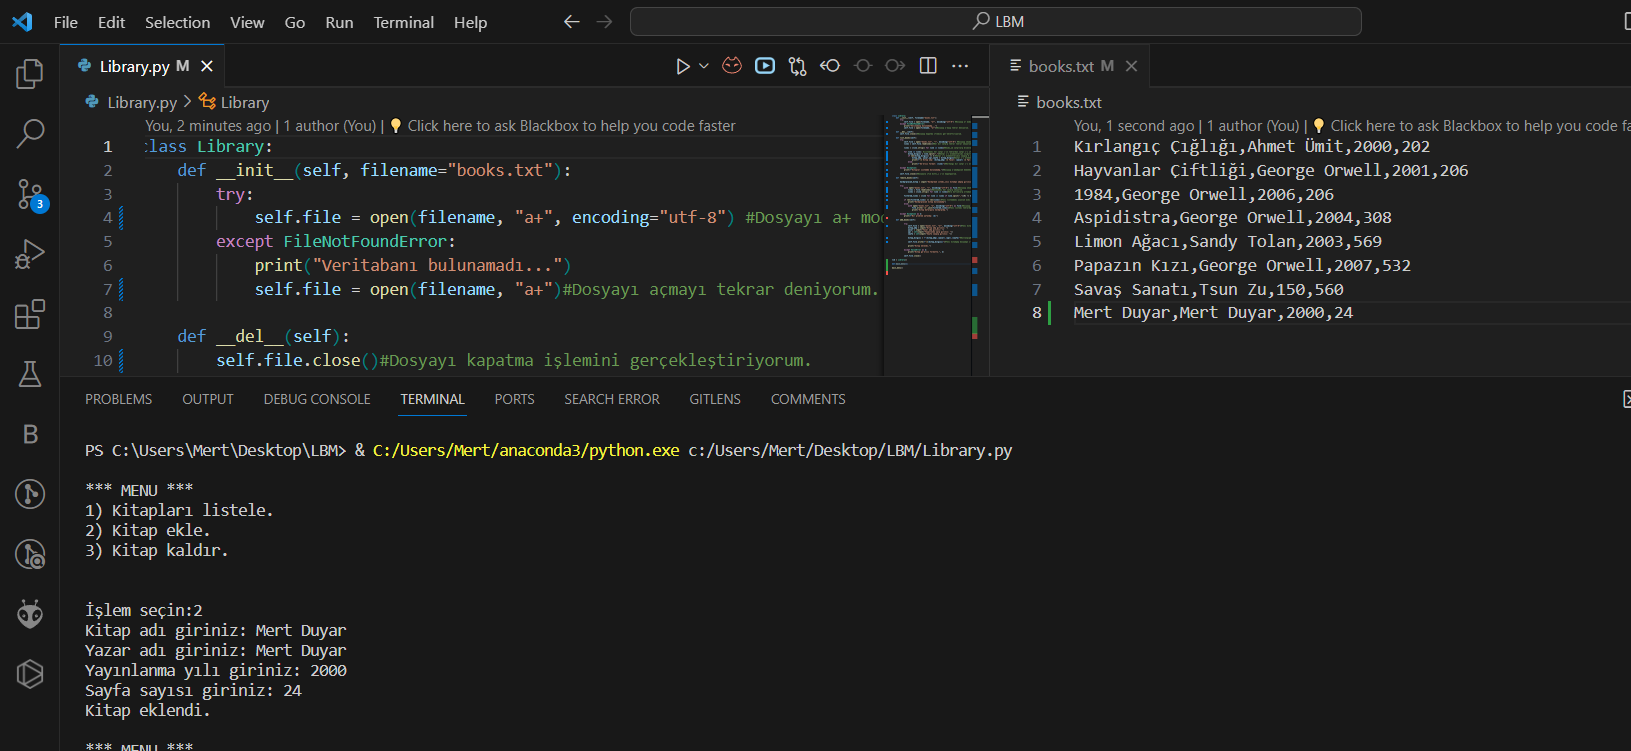 File Edit Selection View Go Run Terminal Help LBM
Library.py M
Library.py > Library
You, 2 minutes ago | 1 author (You) | Click here to ask Blackbox to help you code faster
1 lass Library:
2 def __init__(self, filename="books.txt"):
3 try:
4 self.file = open(filename, "a+", encoding="utf-8") #Dosyayı a+
5 except FileNotFoundError:
6 print("Veritabanı bulunamadı...")
7 self.file = open(filename, "a+")#Dosyayı açmayı tekrar deniyorum.
8
9 def __del__(self):
10 self.file.close()#Dosyayı kapatma işlemini gerçekleştiriyorum.
books.txt M
books.txt
You, 1 second ago | 1 author (You) | Click here to ask Blackbox to help you code
1 Kırlangıç Çığlığı,Ahmet Ümit,2000,202
2 Hayvanlar Çiftliği,George Orwell,2001,206
3 1984,George Orwell,2006,206
4 Aspidistra,George Orwell,2004,308
5 Limon Ağacı,Sandy Tolan,2003,569
6 Papazın Kızı,George Orwell,2007,532
7 Savaş Sanatı,Tsun Zu,150,560
8 Mert Duyar,Mert Duyar,2000,24
3
B
PROBLEMS OUTPUT DEBUG CONSOLE TERMINAL PORTS SEARCH ERROR GITLENS COMMENTS
PS C:\Users\Mert\Desktop\LBM> & C:/Users/Mert/anaconda3/python.exe c:/Users/Mert/Desktop/LBM/Library.py
*** MENU ***
1) Kitapları listele.
2) Kitap ekle.
3) Kitap kaldır.
İşlem seçin:2
Kitap adı giriniz: Mert Duyar
Yazar adı giriniz: Mert Duyar
Yayınlanma yılı giriniz: 2000
Sayfa sayısı giriniz: 24
Kitap eklendi.
*** MENU ***